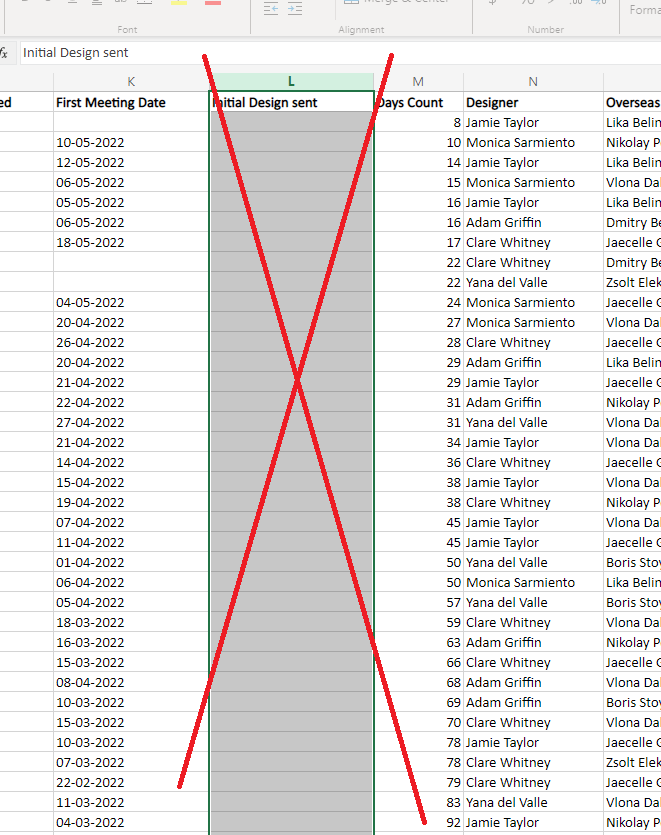 Merge & Center $ % 9 .00
Forma
Font Alignment Number
fx Initial Design sent
K L M N
ed First Meeting Date Initial Design sent Days Count Designer Overseas
8 Jamie Taylor Lika Belin
10-05-2022 10 Monica Sarmiento Nikolay P
12-05-2022 14 Jamie Taylor Lika Belin
06-05-2022 15 Monica Sarmiento Vlona Dal
05-05-2022 16 Jamie Taylor Lika Belin
06-05-2022 16 Adam Griffin Dmitry Be
18-05-2022 17 Clare Whitney Jaecelle G
22 Clare Whitney Dmitry Be
22 Yana del Valle Zsolt Elek
04-05-2022 24 Monica Sarmiento Jaecelle G
20-04-2022 27 Monica Sarmiento Vlona Dal
26-04-2022 28 Clare Whitney Jaecelle G
20-04-2022 29 Adam Griffin Lika Belin
21-04-2022 29 Jamie Taylor Jaecelle G
22-04-2022 31 Adam Griffin Nikolay P
27-04-2022 31 Yana del Valle Vlona Dal
21-04-2022 34 Jamie Taylor Vlona Dal
14-04-2022 36 Clare Whitney Jaecelle G
15-04-2022 38 Jamie Taylor Vlona Dal
19-04-2022 38 Clare Whitney Nikolay P
07-04-2022 45 Jamie Taylor Vlona Dal
11-04-2022 45 Jamie Taylor Jaecelle G
01-04-2022 50 Yana del Valle Boris Stoy
06-04-2022 50 Monica Sarmiento Lika Belin
05-04-2022 57 Yana del Valle Boris Stoy
18-03-2022 59 Clare Whitney Vlona Dal
16-03-2022 63 Adam Griffin Nikolay P
15-03-2022 66 Clare Whitney Jaecelle G
08-04-2022 68 Adam Griffin Vlona Dal
10-03-2022 69 Adam Griffin Boris Stoy
15-03-2022 70 Clare Whitney Vlona Dal
10-03-2022 78 Jamie Taylor Jaecelle G
07-03-2022 78 Clare Whitney Zsolt Elek
22-02-2022 79 Clare Whitney Jaecelle G
11-03-2022 83 Yana del Valle Vlona Dal
04-03-2022 92 Jamie Taylor Vlona Dal